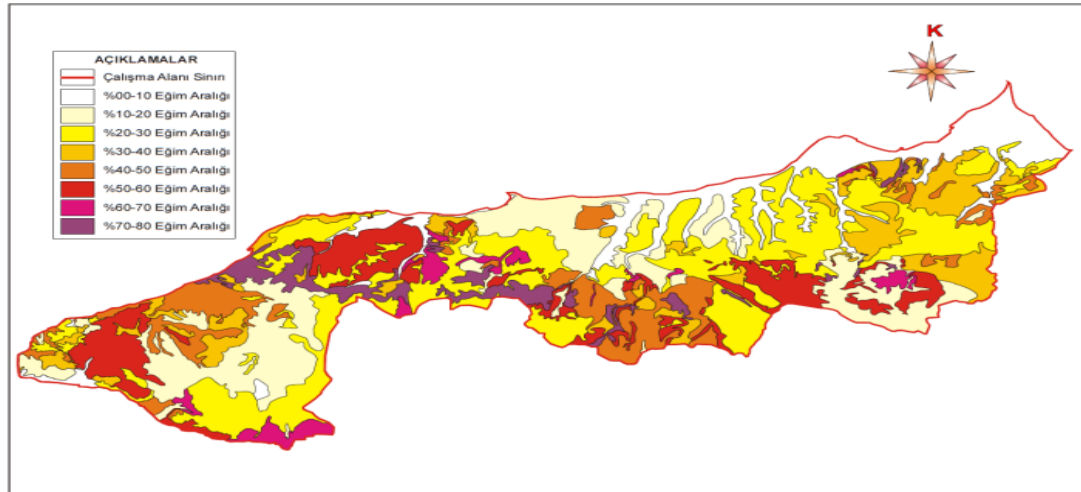 AÇIKLAMALAR
Çalışma Alanı Sınırı
%00-10 Eğim Aralığı
%10-20 Eğim Aralığı
%20-30 Eğim Aralığı
%30-40 Eğim Aralığı
%40-50 Eğim Aralığı
%50-60 Eğim Aralığı
%60-70 Eğim Aralığı
%70-80 Eğim Aralığı
K